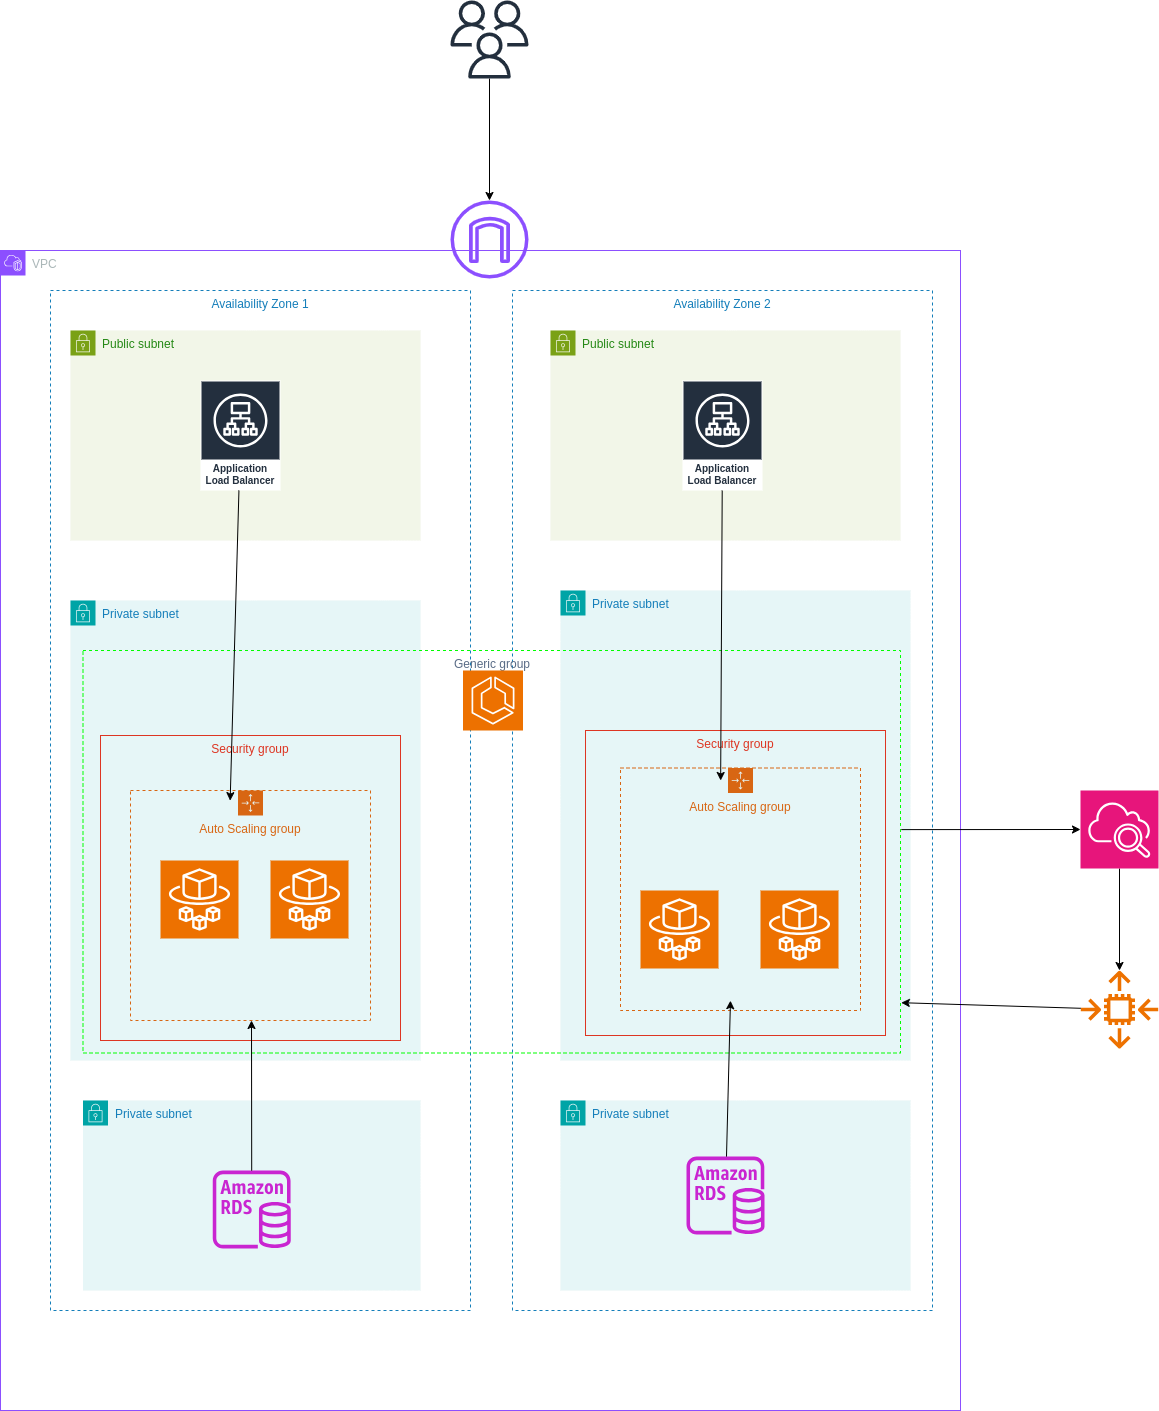 VPC
Availability Zone 1
Availability Zone 2
Public subnet
Public subnet
Application
Load Balancer
Application
Load Balancer
Private subnet
Private subnet
Generic group
Security group
Security group
Auto Scaling group
Auto Scaling group
Private subnet
Private subnet
Amazon
RDS
Amazon
RDS